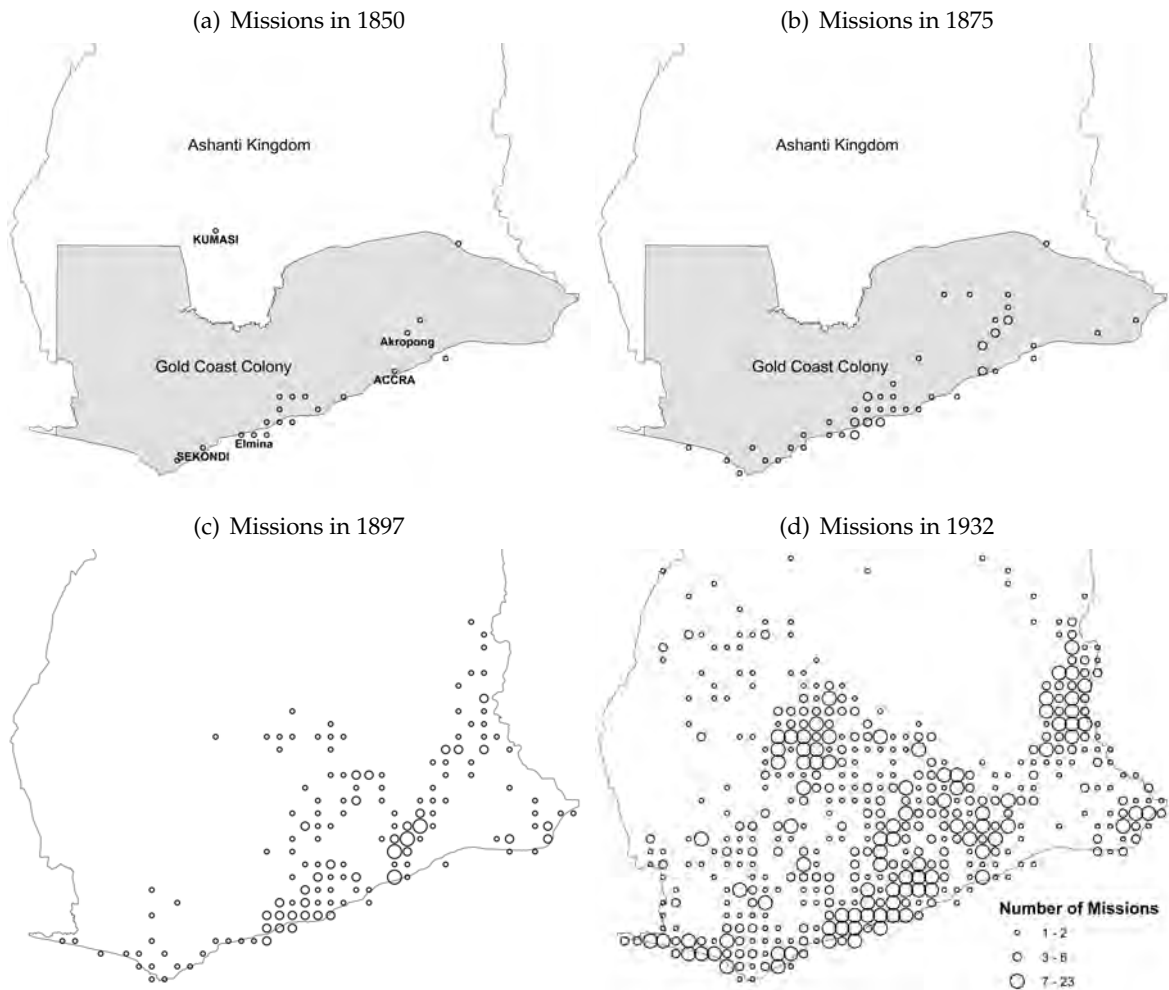 (a) Missions in 1850
(b) Missions in 1875
Ashanti Kingdom
KUMASI
Akropong
Gold Coast Colony
ACCRA
Elmina
SEKONDI
Ashanti Kingdom
Gold Coast Colony
(c) Missions in 1897
(d) Missions in 1932
Number of Missions
1 - 2
3 - 6
7 - 23